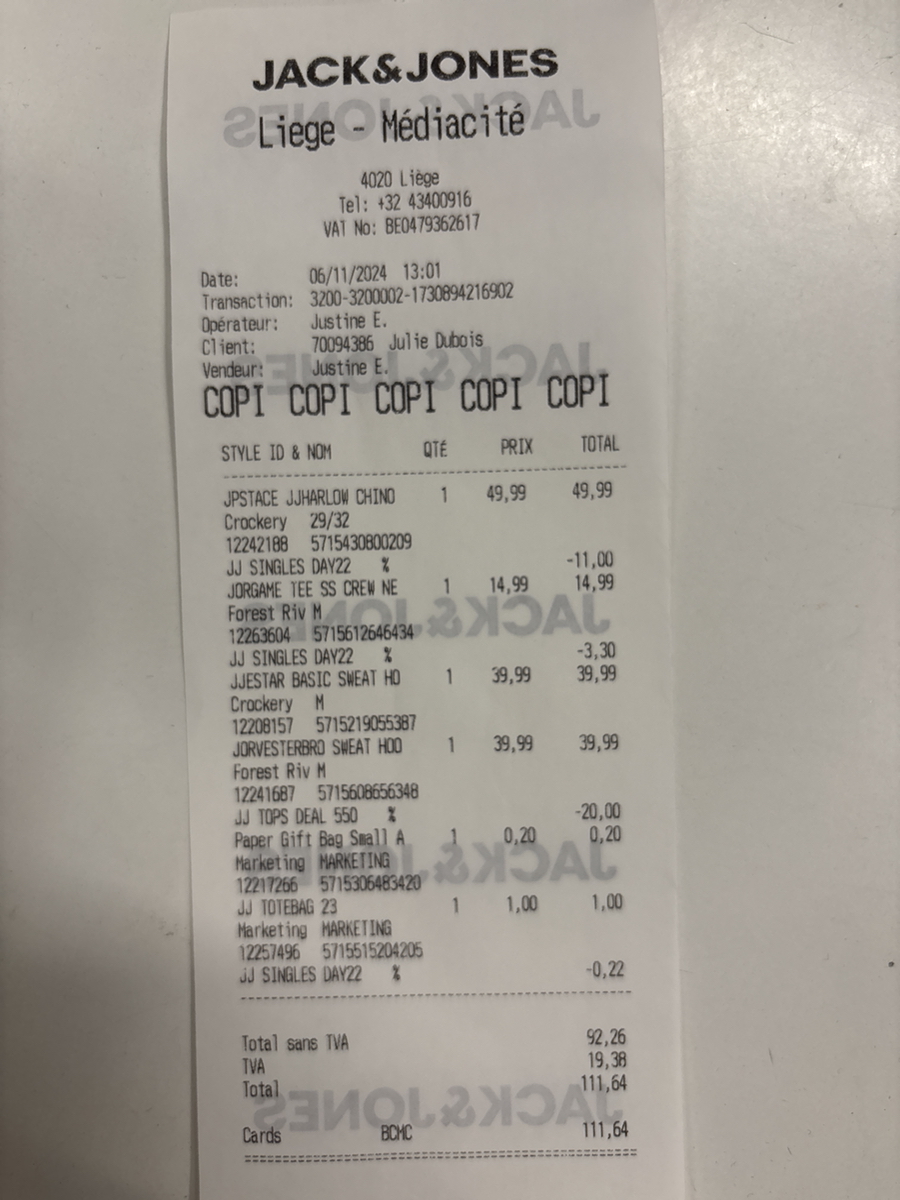 JACK&JONES
Liege - Médiacité
4020 Liège
Tel: +32 43400916
VAT No: BE0479362617
Date: 06/11/2024 13:01
Transaction: 3200-3200002-1730894216902
Opérateur: Justine E.
Client: 70094386 Julie Dubois
Vendeur: Justine E.
COPI COPI COPI COPI COPI
STYLE ID & NOM QTÉ PRIX TOTAL
JPSTACE JJHARLOW CHINO 1 49,99 49,99
Crockery 29/32
12242188 5715430800209
JJ SINGLES DAY22 % -11,00
JORGAME TEE SS CREW NE 1 14,99 14,99
Forest Riv M
12263604 5715612646434
JJ SINGLES DAY22 % -3,30
JJESTAR BASIC SWEAT HO 1 39,99 39,99
Crockery M
12208157 5715219055387
JORVESTERBRO SWEAT HOO 1 39,99 39,99
Forest Riv M
12241687 5715608656348
JJ TOPS DEAL 550 % -20,00
Paper Gift Bag Small A 1 0,20 0,20
Marketing MARKETING
12217266 5715306483420
JJ TOTEBAG 23 1 1,00 1,00
Marketing MARKETING
12257496 5715515204205
JJ SINGLES DAY22 % -0,22
Total sans TVA 92,26
TVA 19,38
Total 111,64
Cards BCMC 111,64